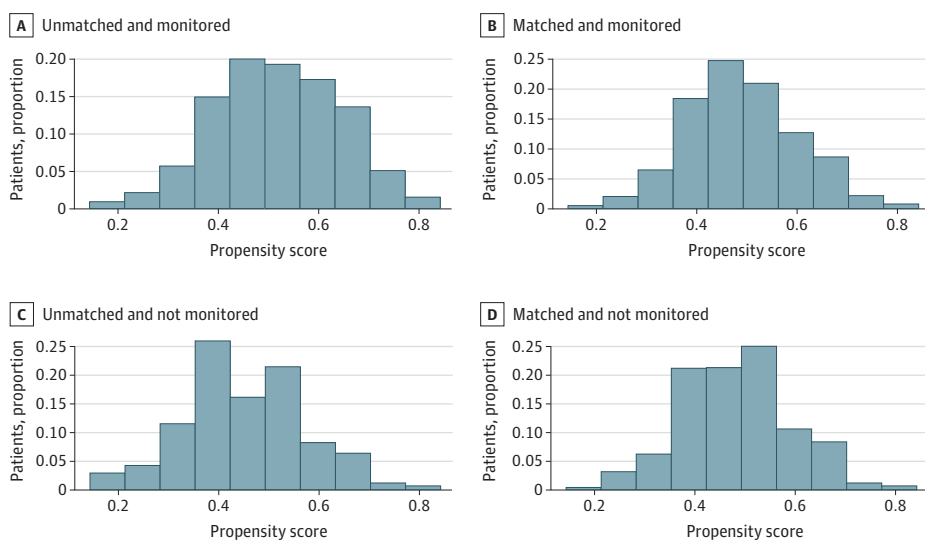 A Unmatched and monitored
Patients, proportion
0.20
0.15
0.10
0.05
0
0.2 0.4 0.6 0.8
Propensity score
B Matched and monitored
Patients, proportion
0.25
0.20
0.15
0.10
0.05
0
0.2 0.4 0.6 0.8
Propensity score
C Unmatched and not monitored
Patients, proportion
0.25
0.20
0.15
0.10
0.05
0
0.2 0.4 0.6 0.8
Propensity score
D Matched and not monitored
Patients, proportion
0.25
0.20
0.15
0.10
0.05
0
0.2 0.4 0.6 0.8
Propensity score